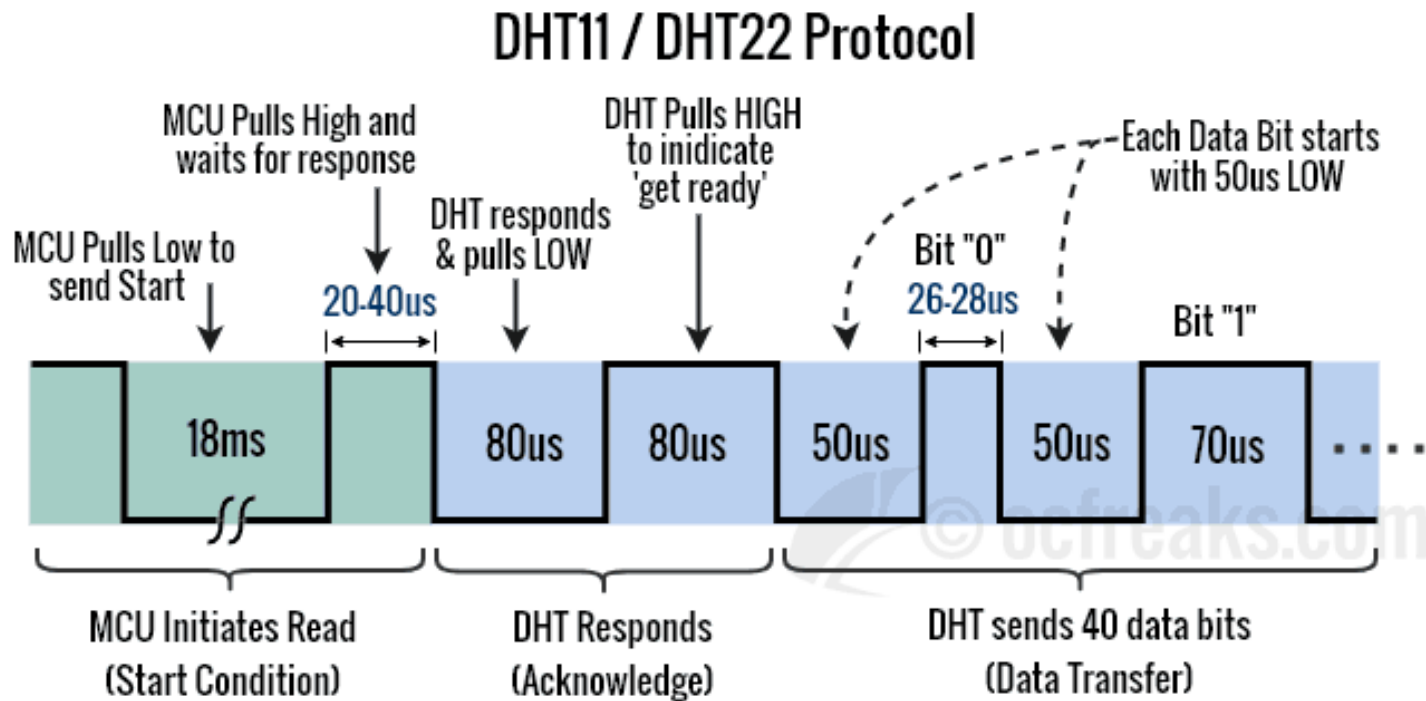 DHT11 / DHT22 Protocol
MCU Pulls High and
waits for response
DHT Pulls HIGH
to inidicate
'get ready'
Each Data Bit starts
with 50us LOW
MCU Pulls Low to
send Start
DHT responds
& pulls LOW
20-40us
Bit "0"
26-28us
Bit "1"
18ms
80us
80us
50us
50us
70us
© ocfreaks.com
MCU Initiates Read
(Start Condition)
DHT Responds
(Acknowledge)
DHT sends 40 data bits
(Data Transfer)